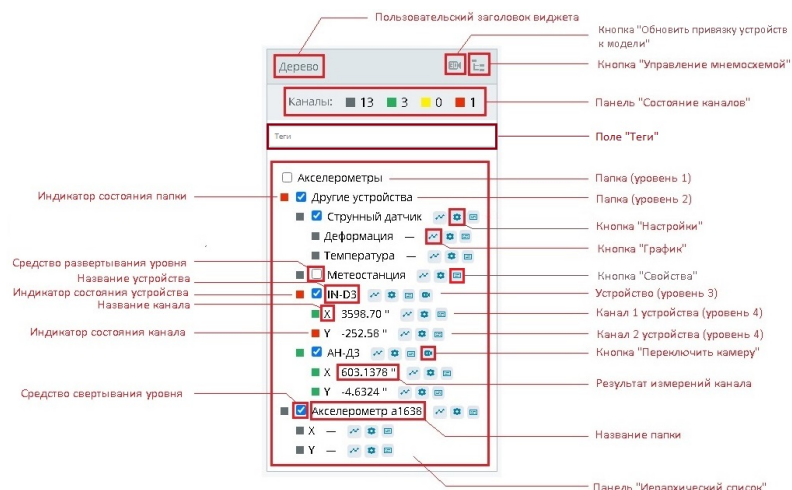 Пользовательский заголовок виджета
Кнопка "Обновить привязку устройств
к модели"
Дерево
Кнопка "Управление мнемосхемой"
Каналы: 13 3 0 1
Панель "Состояние каналов"
Теги
Поле "Теги"
Акселерометры
Папка (уровень 1)
Индикатор состояния папки
Другие устройства
Папка (уровень 2)
Струнный датчик
Кнопка "Настройки"
Деформация —
Кнопка "График"
Температура —
Средство развертывания уровня
Метеостанция
Кнопка "Свойства"
Название устройства
Индикатор состояния устройства
IN-D3
Устройство (уровень 3)
Название канала
X 3598.70 "
Канал 1 устройства (уровень 4)
Индикатор состояния канала
Y -252.58 "
Канал 2 устройства (уровень 4)
АН-Д3
Кнопка "Переключить камеру"
X 603.1378 "
Результат измерений канала
Средство свертывания уровня
Y -4.6324 "
Акселерометр a1638
X —
Название папки
Y —
Панель "Иерархический список"